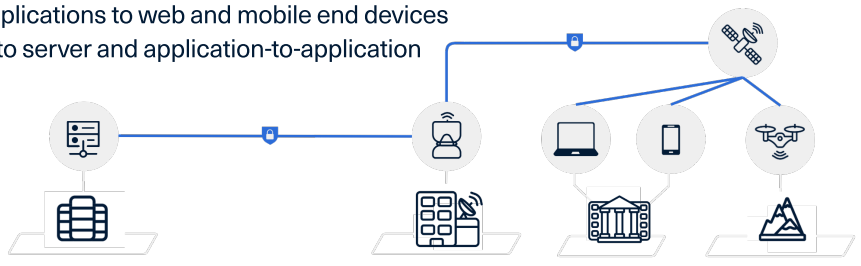 plications to web and mobile end devices
to server and application-to-application